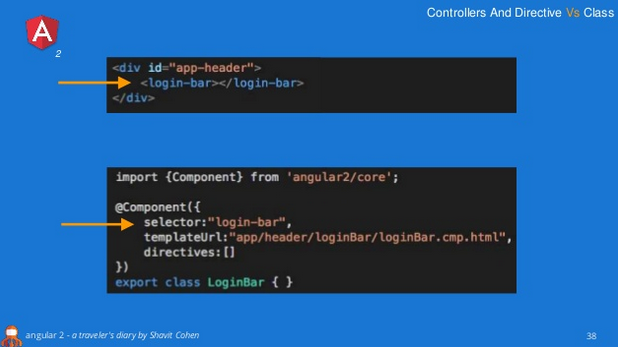 Controllers And Directive Vs Class
A
2
<div id="app-header">
<login-bar></login-bar>
</div>
import {Component} from 'angular2/core';
@Component({
selector:"login-bar",
templateUrl:"app/header/loginBar/loginBar.cmp.html",
directives:[]
})
export class LoginBar { }
angular 2 - a traveler's diary by Shavit Cohen
38